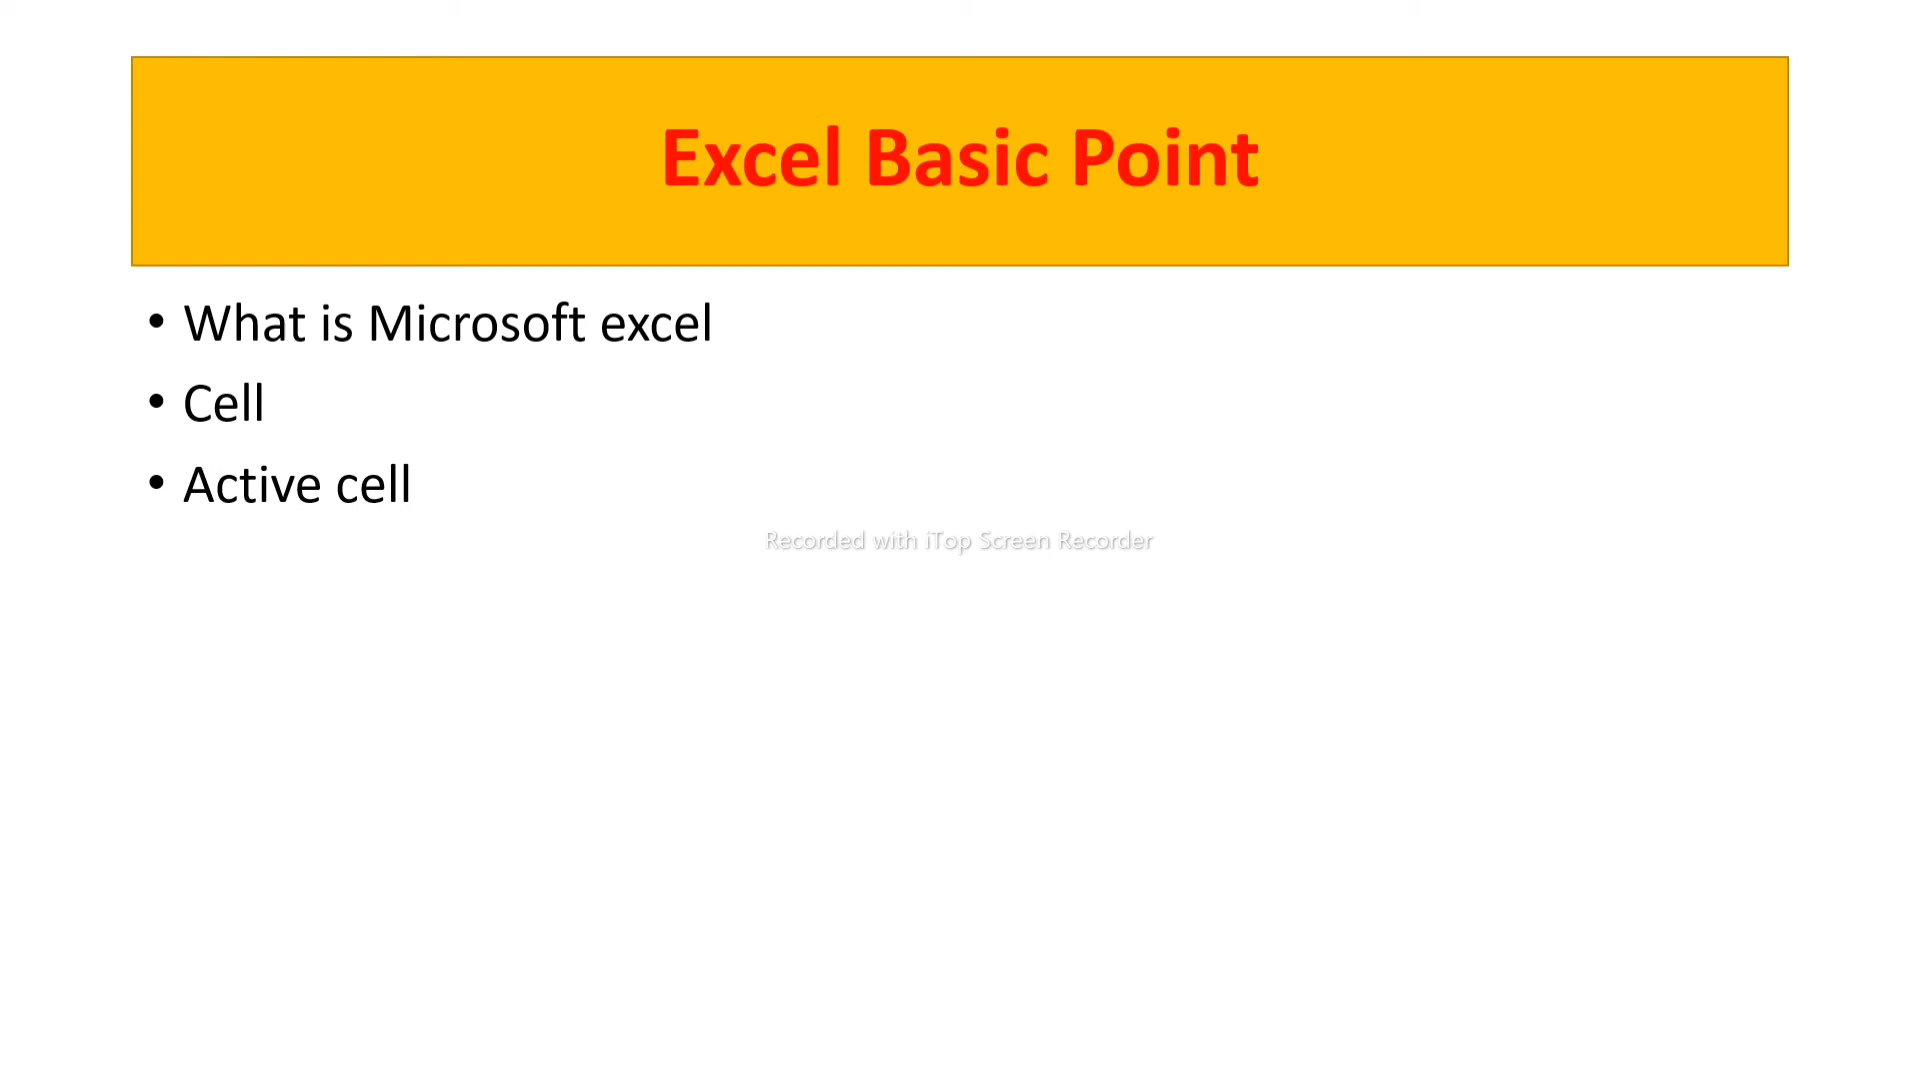 Excel Basic Point
• What is Microsoft excel
• Cell
• Active cell
Recorded with iTop Screen Recorder